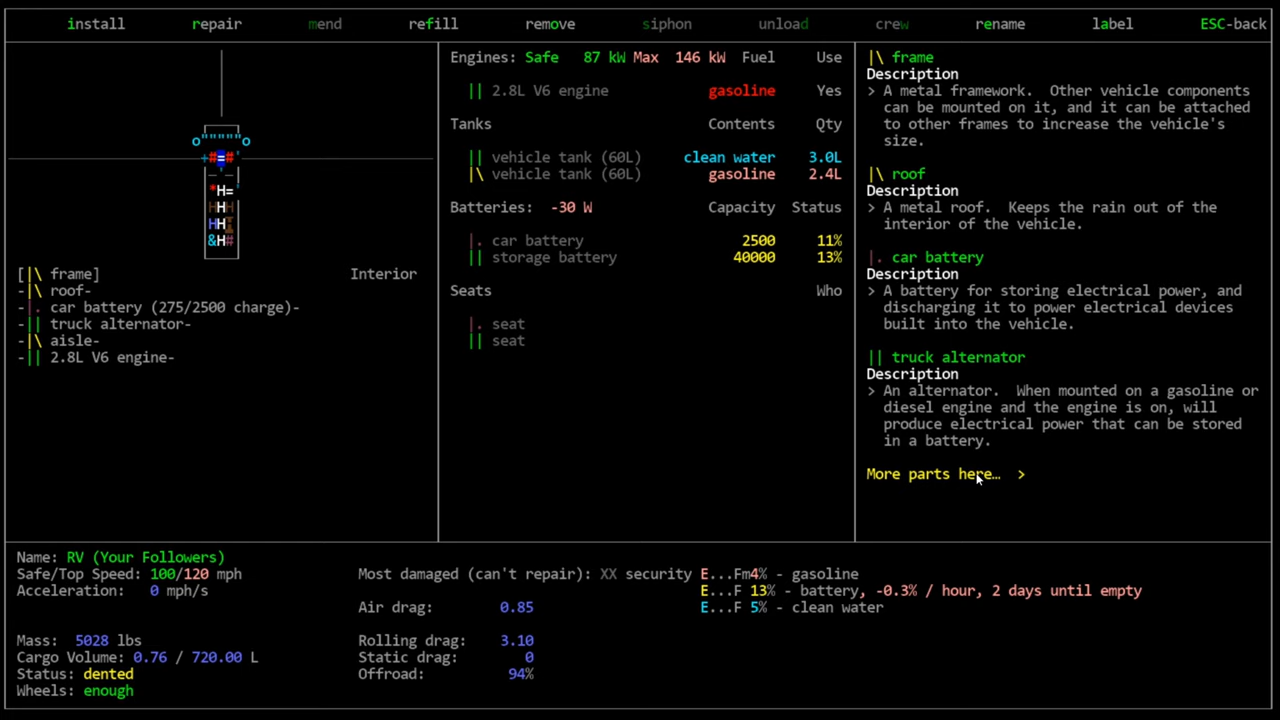 install repair mend refill remove siphon unload crew rename label ESC-back
Engines: Safe 87 kW Max 146 kW Fuel Use
|| 2.8L V6 engine gasoline Yes
Tanks Contents Qty
|| vehicle tank (60L) clean water 3.0L
|\ vehicle tank (60L) gasoline 2.4L
Batteries: -30 W Capacity Status
|. car battery 2500 11%
|| storage battery 40000 13%
Seats Who
|. seat
|| seat
[|\ frame] Interior
-|\ roof-
-|. car battery (275/2500 charge)-
-|| truck alternator-
-|\ aisle-
-|| 2.8L V6 engine-
|\ frame
Description
> A metal framework. Other vehicle components
can be mounted on it, and it can be attached
to other frames to increase the vehicle's
size.
|\ roof
Description
> A metal roof. Keeps the rain out of the
interior of the vehicle.
|. car battery
Description
> A battery for storing electrical power, and
discharging it to power electrical devices
built into the vehicle.
|| truck alternator
Description
> An alternator. When mounted on a gasoline or
diesel engine and the engine is on, will
produce electrical power that can be stored
in a battery.
More parts here… >
Name: RV (Your Followers)
Safe/Top Speed: 100/120 mph
Acceleration: 0 mph/s
Mass: 5028 lbs
Cargo Volume: 0.76 / 720.00 L
Status: dented
Wheels: enough
Most damaged (can't repair): XX security
Air drag: 0.85
Rolling drag: 3.10
Static drag: 0
Offroad: 94%
E...Fm4% - gasoline
E...F 13% - battery, -0.3% / hour, 2 days until empty
E...F 5% - clean water